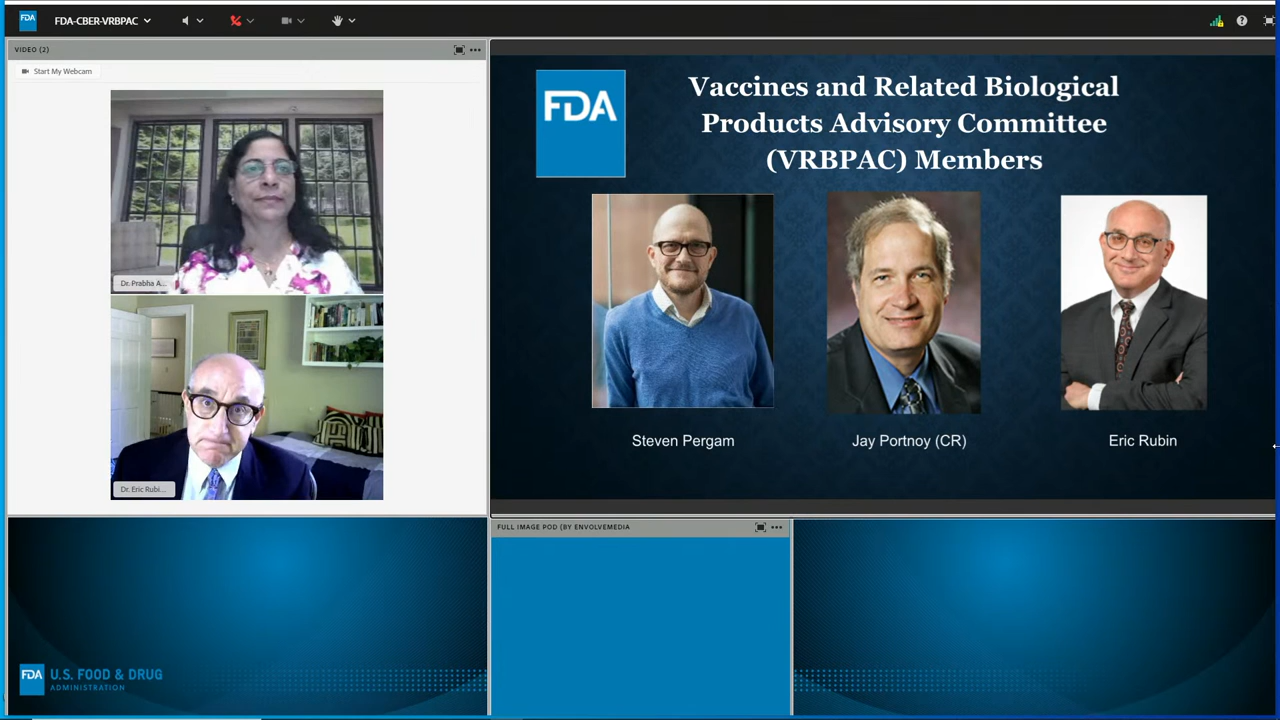 FDA
FDA-CBER-VRBPAC
VIDEO (2)
Start My Webcam
Dr. Prabha A...
Dr. Eric Rubi...
FDA
Vaccines and Related Biological
Products Advisory Committee
(VRBPAC) Members
Steven Pergam
Jay Portnoy (CR)
Eric Rubin
FULL IMAGE POD (BY ENVOLVEMEDIA
FDA
U.S. FOOD & DRUG
ADMINISTRATION